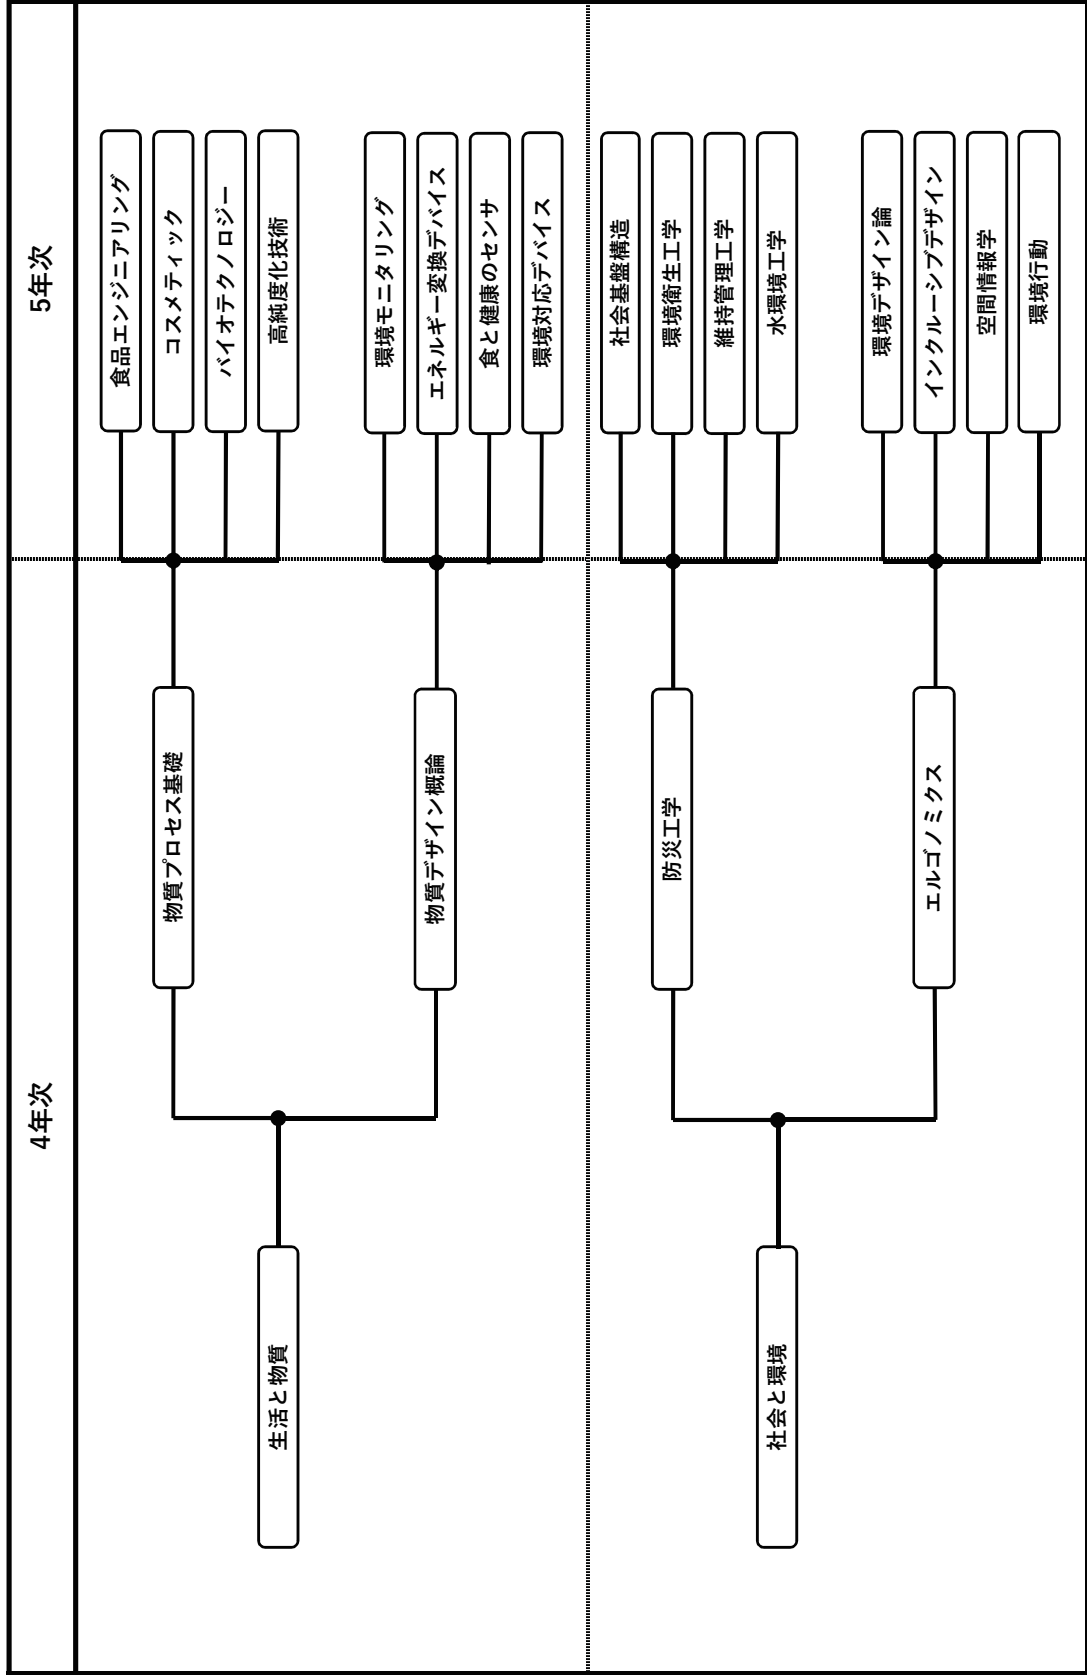 4年次
5年次
生活と物質
物質プロセス基礎
食品エンジニアリング
コスメティック
バイオテクノロジー
高純度化技術
物質デザイン概論
環境モニタリング
エネルギー変換デバイス
食と健康のセンサ
環境対応デバイス
社会と環境
防災工学
社会基盤構造
環境衛生工学
維持管理工学
水環境工学
エルゴノミクス
環境デザイン論
インクルーシブデザイン
空間情報学
環境行動